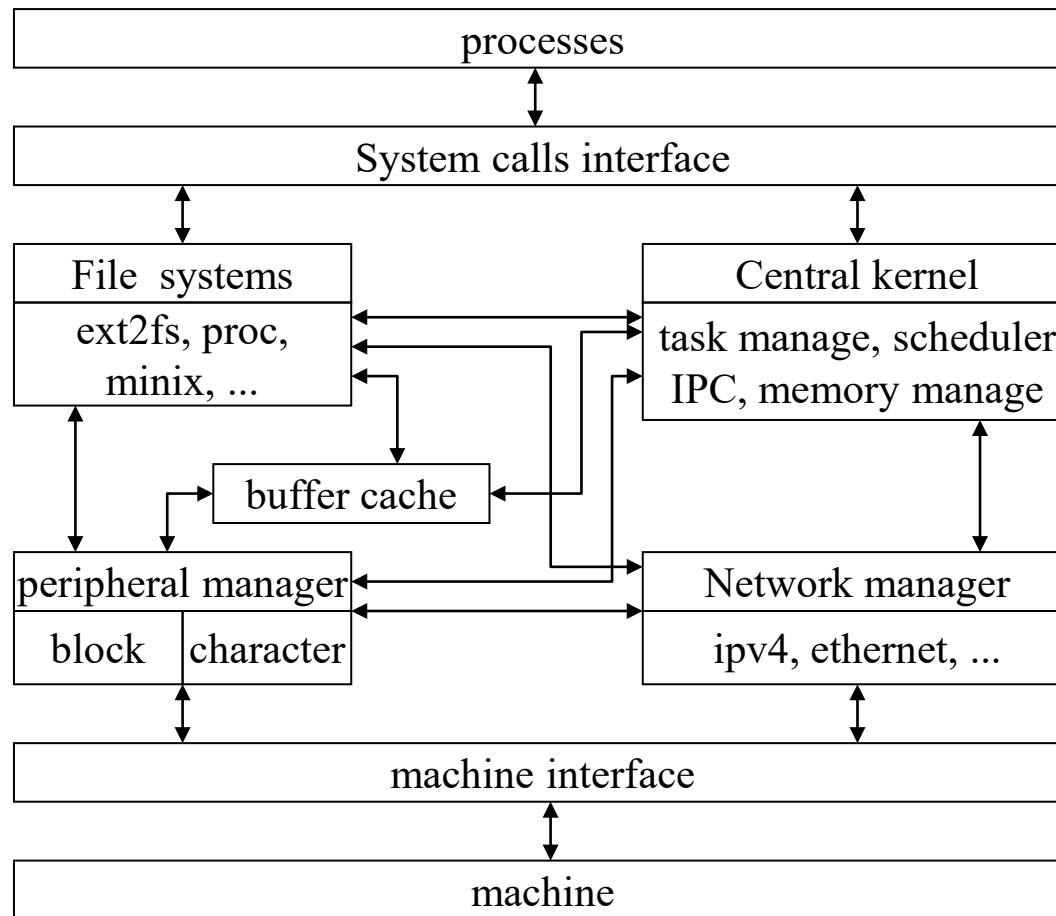 processes
System calls interface
File systems
ext2fs, proc,
minix, ...
Central kernel
task manage, scheduler
IPC, memory manage
buffer cache
peripheral manager
block
character
Network manager
ipv4, ethernet, ...
machine interface
machine